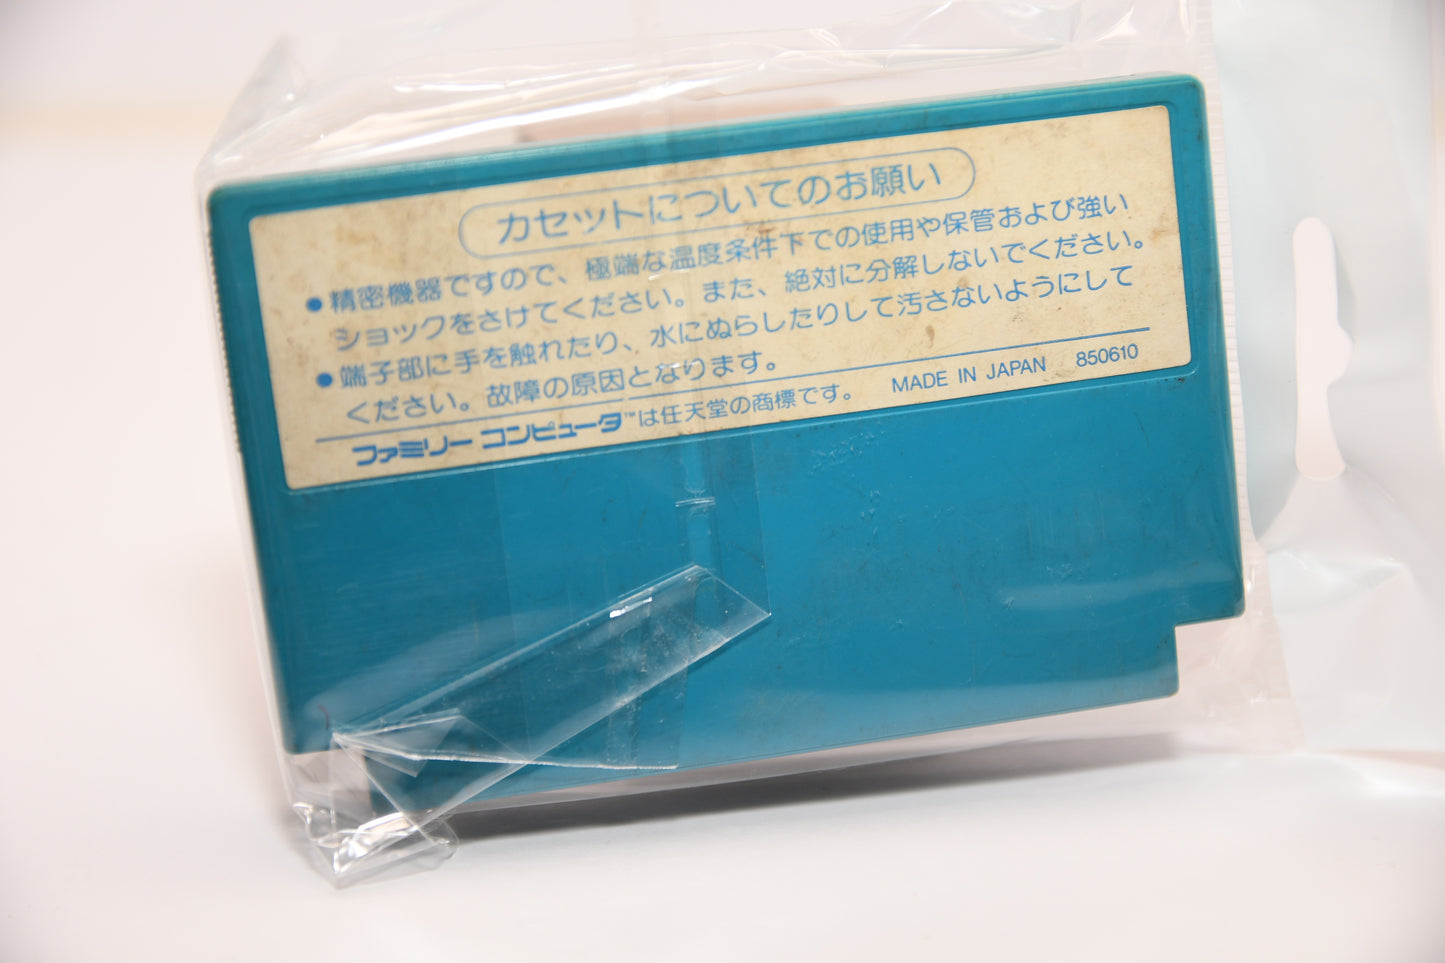 カセットについてのお願い
●精密機器ですので、極端な温度条件下での使用や保管および強い
ショックをさけてください。また、絶対に分解しないでください。
●端子部に手を触れたり、水にぬらしたりして汚さないようにして
ください。故障の原因となります。
ファミリー コンピュータ™は任天堂の商標です。 MADE IN JAPAN 850610